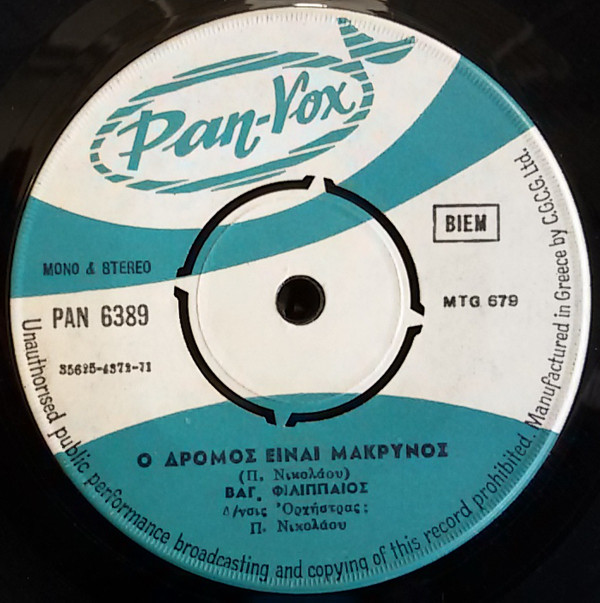 Pan-Vox
BIEM
MONO & STEREO
PAN 6389
MTG 679
35625-4372-71
Ο ΔΡΟΜΟΣ ΕΙΝΑΙ ΜΑΚΡΥΝΟΣ
(Π. Νικολάου)
ΒΑΓ. ΦΙΛΙΠΠΑΙΟΣ
Δ/νσις Ὀρχήστρας:
Π. Νικολάου
Unauthorised public performance broadcasting and copying of this record prohibited. Manufactured in Greece by C.G.C.G. Ltd.